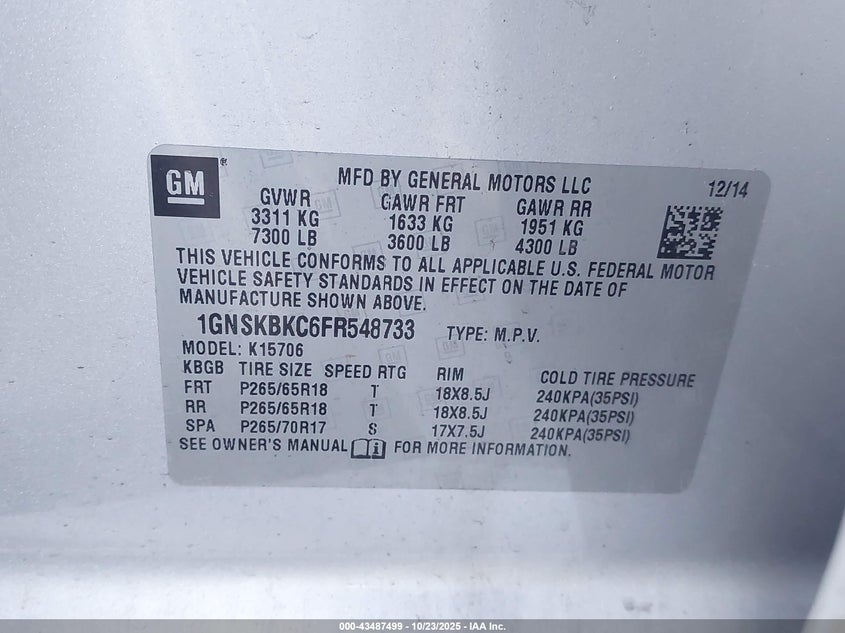 GM®
MFD BY GENERAL MOTORS LLC 12/14
GVWR GAWR FRT GAWR RR
3311 KG 1633 KG 1951 KG
7300 LB 3600 LB 4300 LB
THIS VEHICLE CONFORMS TO ALL APPLICABLE U.S. FEDERAL MOTOR
VEHICLE SAFETY STANDARDS IN EFFECT ON THE DATE OF
MANUFACTURE SHOWN ABOVE.
1GNSKBKC6FR548733 TYPE: M.P.V.
MODEL: K15706
KBGB TIRE SIZE SPEED RTG RIM COLD TIRE PRESSURE
FRT P265/65R18 T 18X8.5J 240KPA(35PSI)
RR P265/65R18 T 18X8.5J 240KPA(35PSI)
SPA P265/70R17 S 17X7.5J 240KPA(35PSI)
SEE OWNER'S MANUAL FOR MORE INFORMATION.
000-43487499 - 10/23/2025 - IAA Inc.